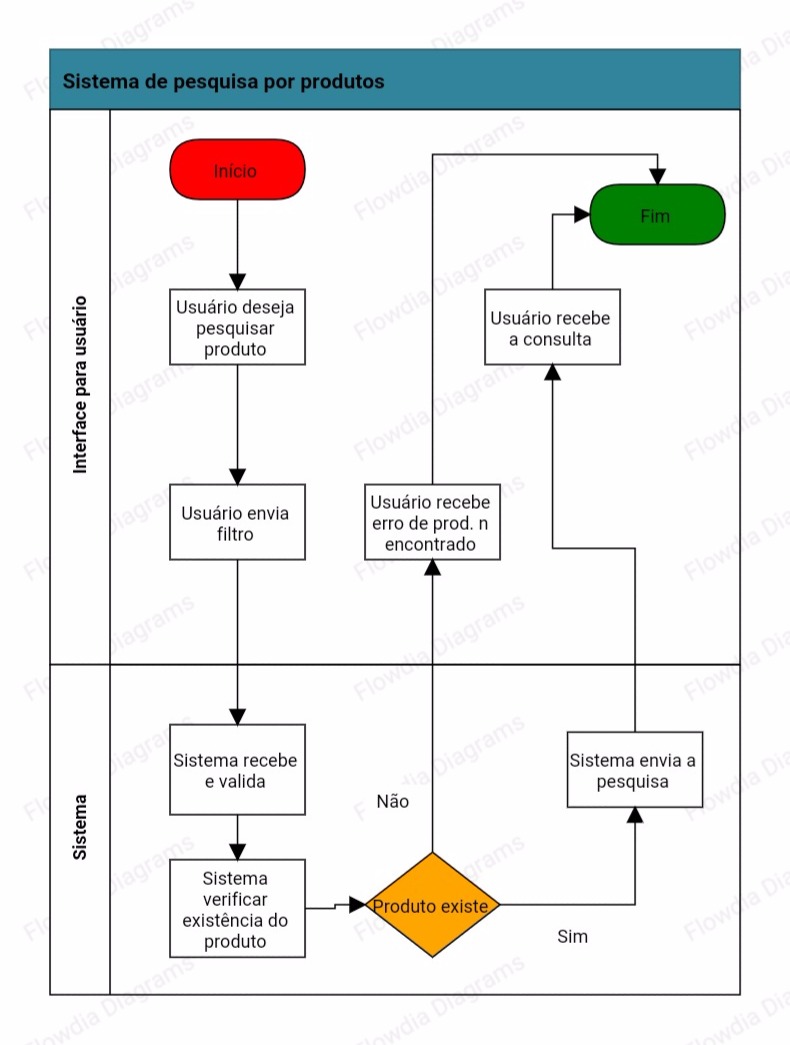 Sistema de pesquisa por produtos
Interface para usuário
Início
Fim
Usuário deseja
pesquisar
produto
Usuário recebe
a consulta
Usuário envia
filtro
Usuário recebe
erro de prod. n
encontrado
Sistema
Sistema recebe
e valida
Sistema envia a
pesquisa
Não
Sistema
verificar
existência do
produto
Produto existe
Sim
Flowdia Diagrams